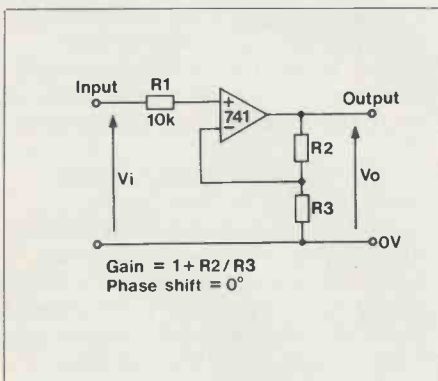 Input
R1
10k
+
741
−
Output
R2
Vi
Vo
R3
0V
Gain = 1 + R2/R3
Phase shift = 0°